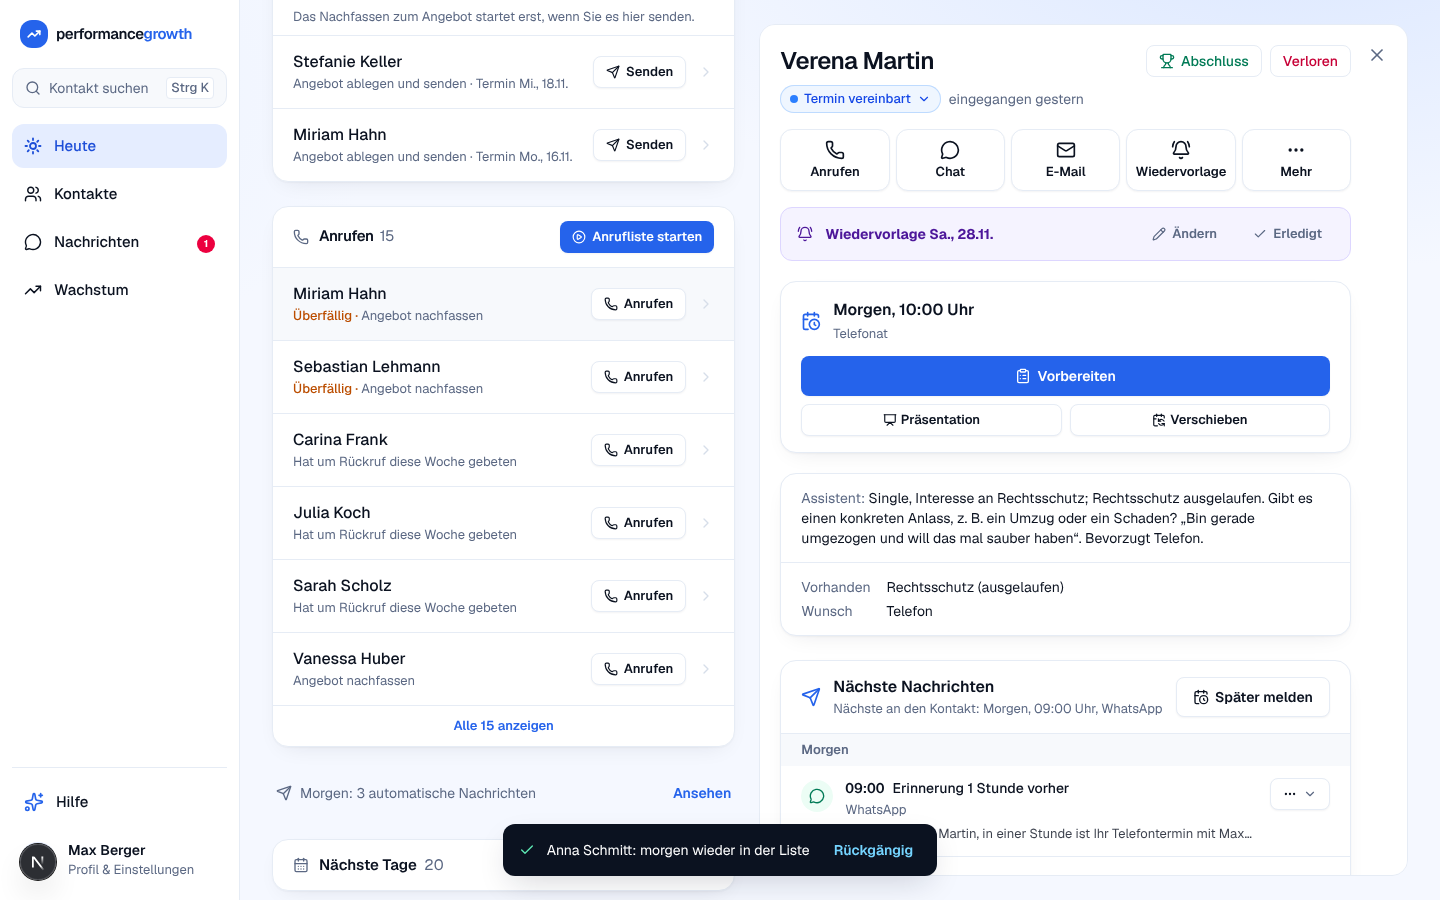 performancegrowth
Kontakt suchen Strg K
Heute
Kontakte
Nachrichten 1
Wachstum
Hilfe
N
Max Berger
Profil & Einstellungen
Das Nachfassen zum Angebot startet erst, wenn Sie es hier senden.
Stefanie Keller
Angebot ablegen und senden · Termin Mi., 18.11.
Senden
Miriam Hahn
Angebot ablegen und senden · Termin Mo., 16.11.
Senden
Anrufen 15
Anrufliste starten
Miriam Hahn
Überfällig · Angebot nachfassen
Anrufen
Sebastian Lehmann
Überfällig · Angebot nachfassen
Anrufen
Carina Frank
Hat um Rückruf diese Woche gebeten
Anrufen
Julia Koch
Hat um Rückruf diese Woche gebeten
Anrufen
Sarah Scholz
Hat um Rückruf diese Woche gebeten
Anrufen
Vanessa Huber
Angebot nachfassen
Anrufen
Alle 15 anzeigen
Morgen: 3 automatische Nachrichten Ansehen
Nächste Tage 20
Verena Martin
Abschluss
Verloren
Termin vereinbart eingegangen gestern
Anrufen
Chat
E-Mail
Wiedervorlage
Mehr
Wiedervorlage Sa., 28.11.
Ändern
Erledigt
Morgen, 10:00 Uhr
Telefonat
Vorbereiten
Präsentation
Verschieben
Assistent: Single, Interesse an Rechtsschutz; Rechtsschutz ausgelaufen. Gibt es
einen konkreten Anlass, z. B. ein Umzug oder ein Schaden? „Bin gerade
umgezogen und will das mal sauber haben“. Bevorzugt Telefon.
Vorhanden Rechtsschutz (ausgelaufen)
Wunsch Telefon
Nächste Nachrichten
Nächste an den Kontakt: Morgen, 09:00 Uhr, WhatsApp
Später melden
Morgen
09:00 Erinnerung 1 Stunde vorher
WhatsApp
Martin, in einer Stunde ist Ihr Telefontermin mit Max…
Anna Schmitt: morgen wieder in der Liste Rückgängig